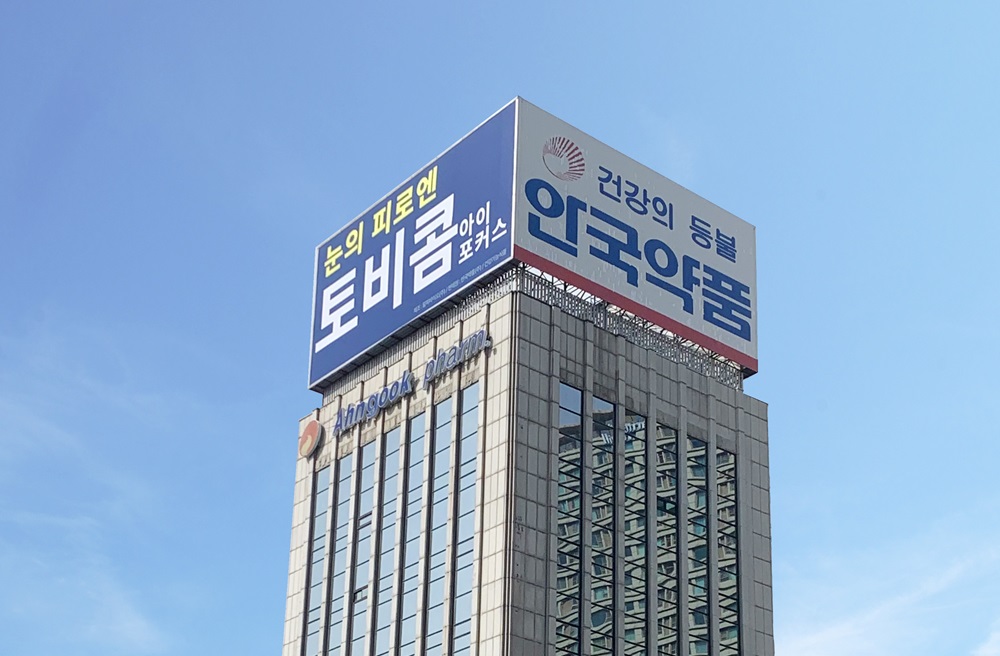 눈의 피로엔
토비콤 아이
포커스
건강의 등불
안국약품
Ahngook pharm.